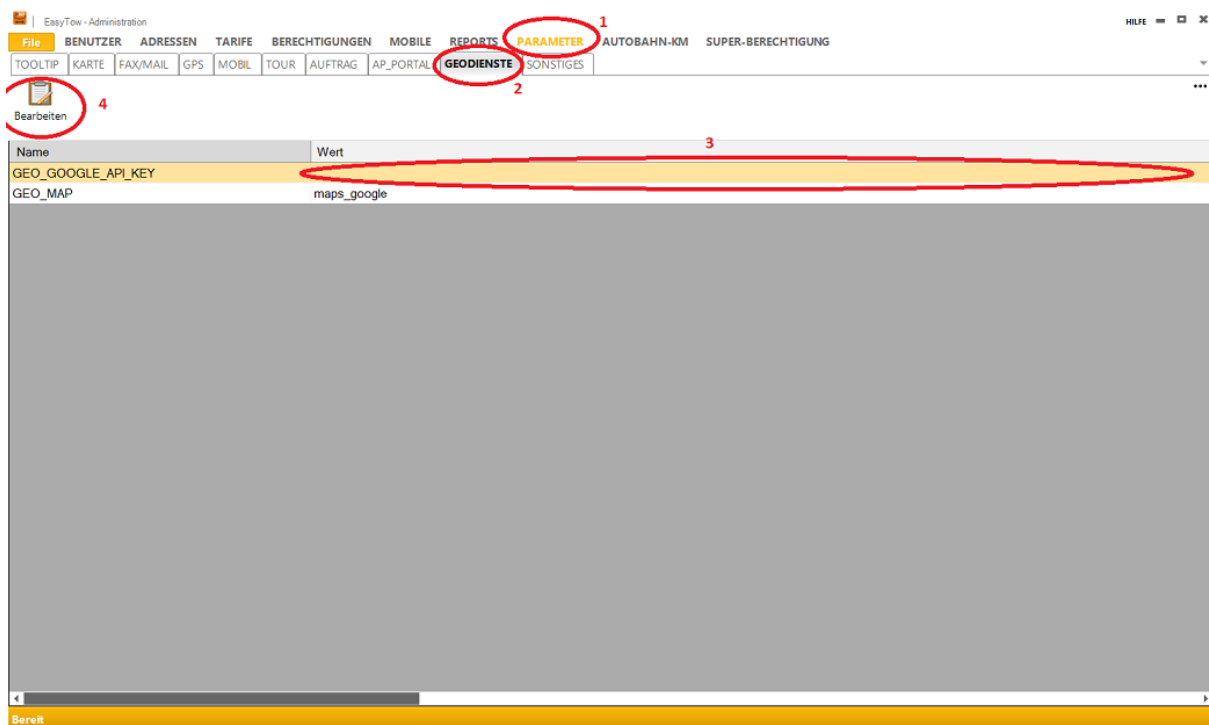 EasyTow - Administration HILFE
1
File BENUTZER ADRESSEN TARIFE BERECHTIGUNGEN MOBILE REPORTS PARAMETER AUTOBAHN-KM SUPER-BERECHTIGUNG
TOOLTIP KARTE FAX/MAIL GPS MOBIL TOUR AUFTRAG AP_PORTAL GEODIENSTE SONSTIGES
2
4
Bearbeiten
3
Name Wert
GEO_GOOGLE_API_KEY
GEO_MAP maps_google
Bereit